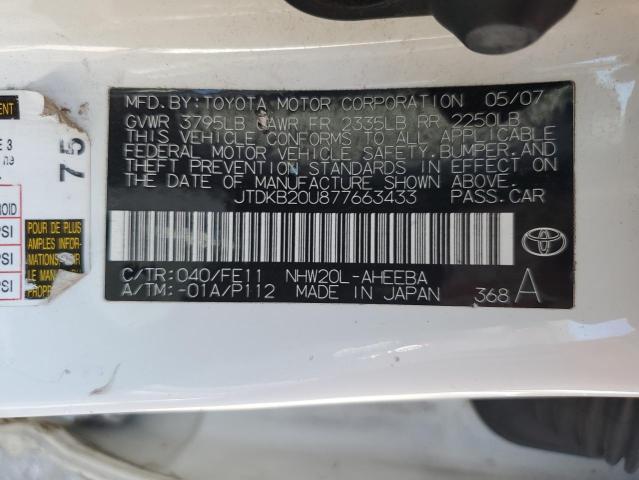 MFD. BY: TOYOTA MOTOR CORPORATION 05/07
GVWR 3795LB GAWR FR 2335LB RR 2250LB
THIS VEHICLE CONFORMS TO ALL APPLICABLE
FEDERAL MOTOR VEHICLE SAFETY, BUMPER, AND
THEFT PREVENTION STANDARDS IN EFFECT ON
THE DATE OF MANUFACTURE SHOWN ABOVE.
JTDKB20U877663433 PASS. CAR
TOYOTA
C/TR: 040/FE11 NHW20L-AHEEBA
A/TM: -01A/P112 MADE IN JAPAN 368 A
75
POUR DE PLUS
AMPLES INFOR-